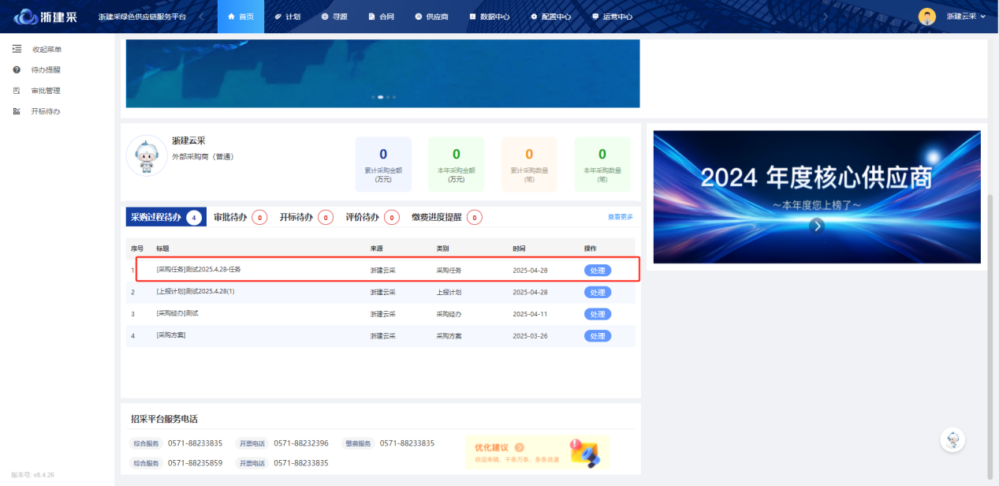 浙建采 浙建采绿色供应链服务平台 首页 计划 寻源 合同 供应商 数据中心 配置中心 运营中心 浙建云采
收起菜单
待办提醒
审批管理
开标待办
浙建云采
外部采购商（普通）
0 0 0 0
累计采购金额 本年采购金额 累计采购数量 本年采购数量
(万元) (万元) (笔) (笔)
2024 年度核心供应商
～本年度您上榜了～
采购过程待办 4 审批待办 0 开标待办 0 评价待办 0 缴费进度提醒 0 查看更多
序号 标题 来源 类别 时间 操作
1 [采购任务]测试2025.4.28-任务 浙建云采 采购任务 2025-04-28 处理
2 [上报计划]测试2025.4.28(1) 浙建云采 上报计划 2025-04-28 处理
3 [采购经办]测试 浙建云采 采购经办 2025-04-11 处理
4 [采购方案] 浙建云采 采购方案 2025-03-26 处理
招采平台服务电话
综合服务 0571-88233835 开票电话 0571-88232396 缴费服务 0571-88233835
综合服务 0571-88235859 开票电话 0571-88233835
优化建议
欢迎来稿，千条万条，条条说道
版本号: v8.4.26